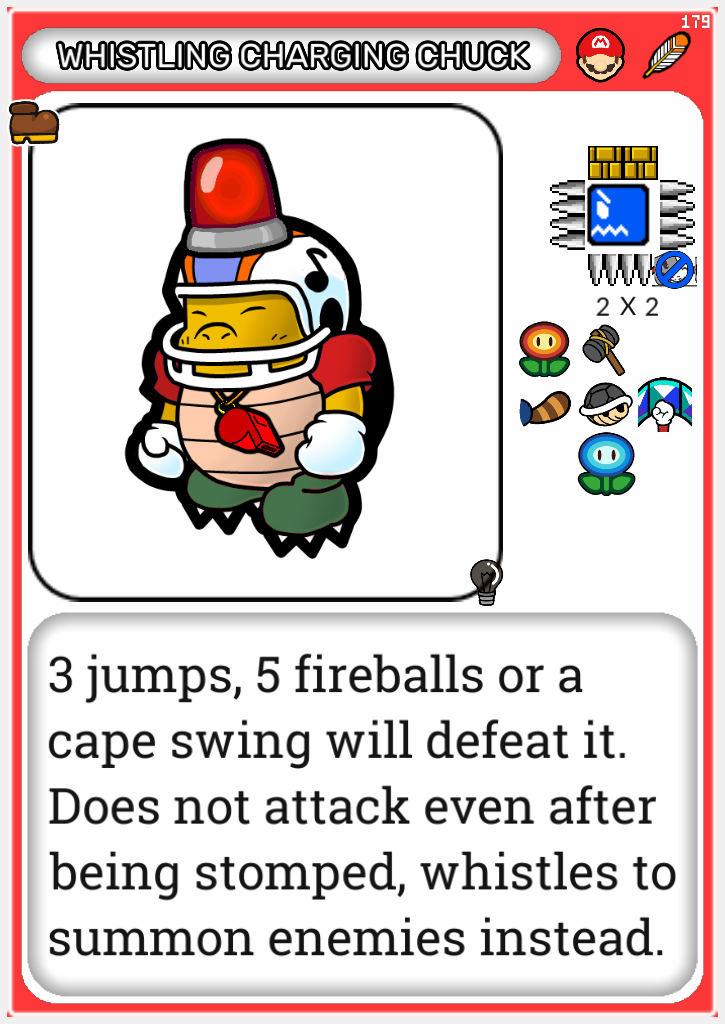 179
WHISTLING CHARGING CHUCK
2 X 2
3 jumps, 5 fireballs or a
cape swing will defeat it.
Does not attack even after
being stomped, whistles to
summon enemies instead.